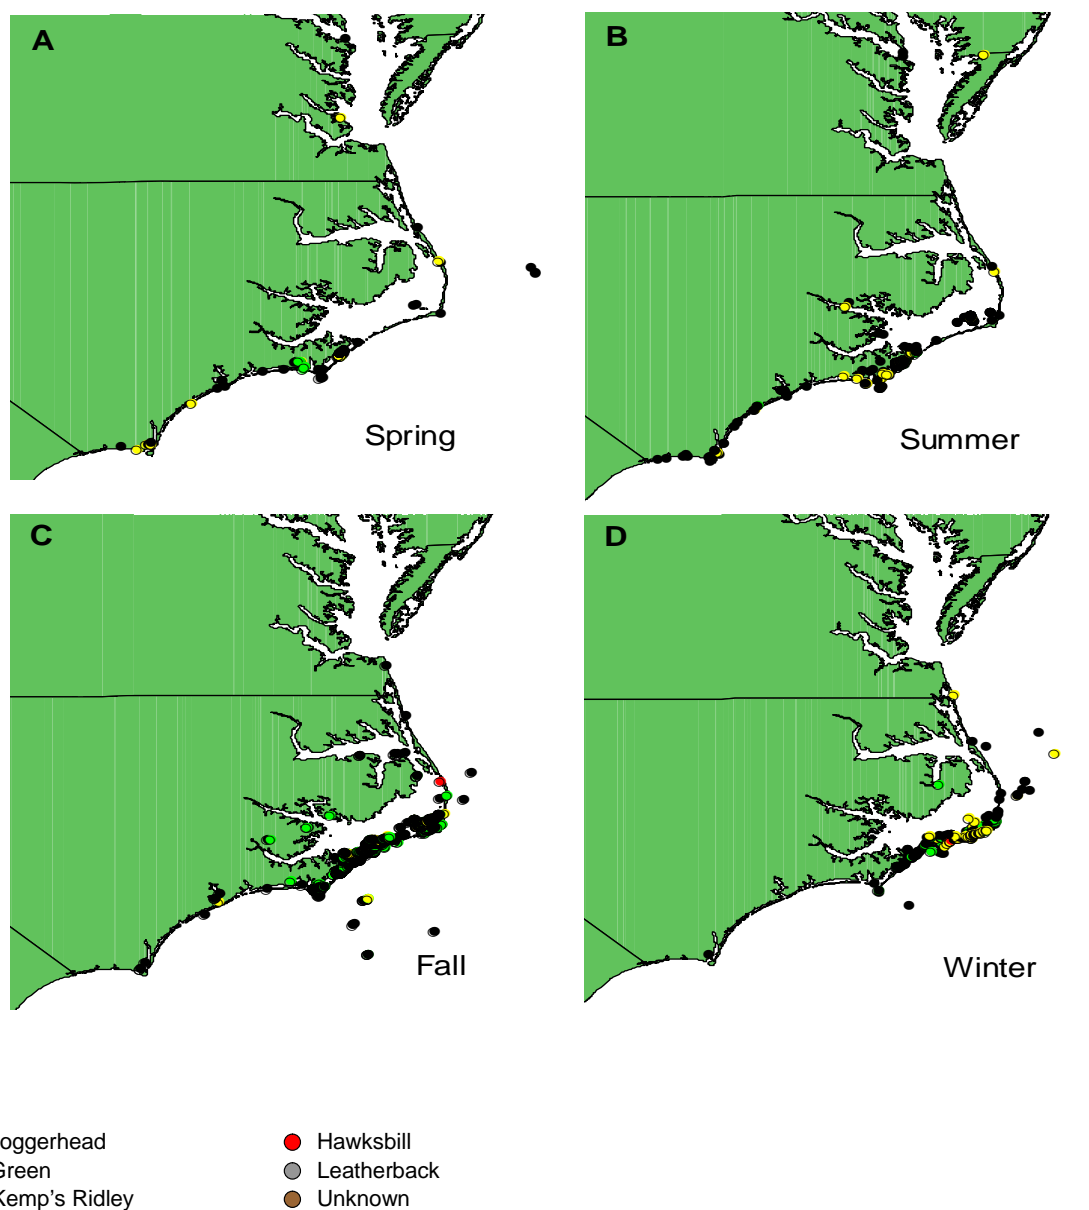 A
B
Spring
Summer
C
D
Fall
Winter
oggerhead
Green
Kemp's Ridley
Hawksbill
Leatherback
Unknown